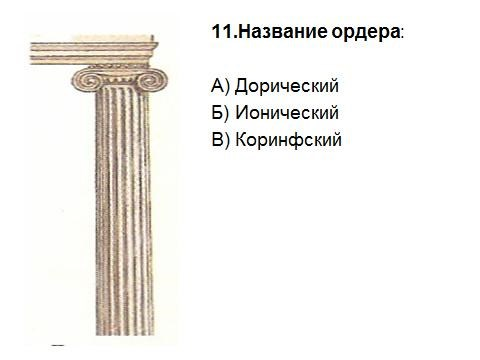 11.Название ордера:
А) Дорический
Б) Ионический
В) Коринфский